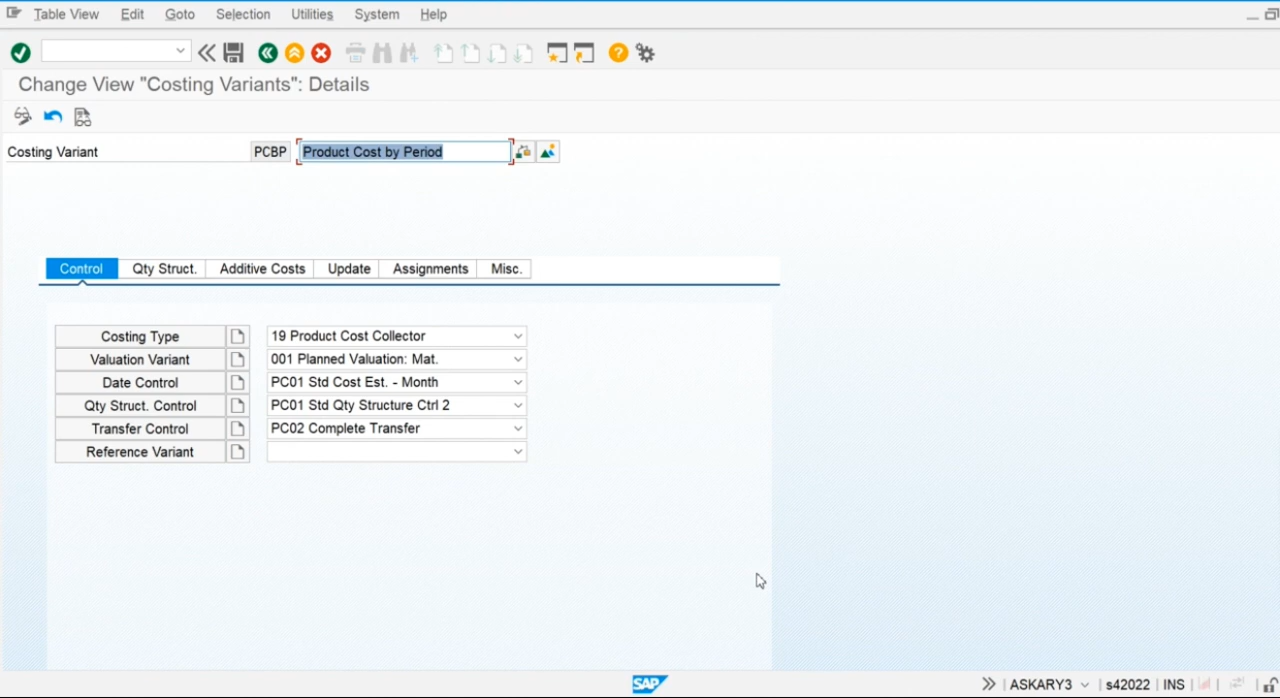 Table View Edit Goto Selection Utilities System Help
Change View "Costing Variants": Details
Costing Variant PCBP Product Cost by Period
Control Qty Struct. Additive Costs Update Assignments Misc.
Costing Type 19 Product Cost Collector
Valuation Variant 001 Planned Valuation: Mat.
Date Control PC01 Std Cost Est. - Month
Qty Struct. Control PC01 Std Qty Structure Ctrl 2
Transfer Control PC02 Complete Transfer
Reference Variant
SAP ASKARY3 s42022 INS